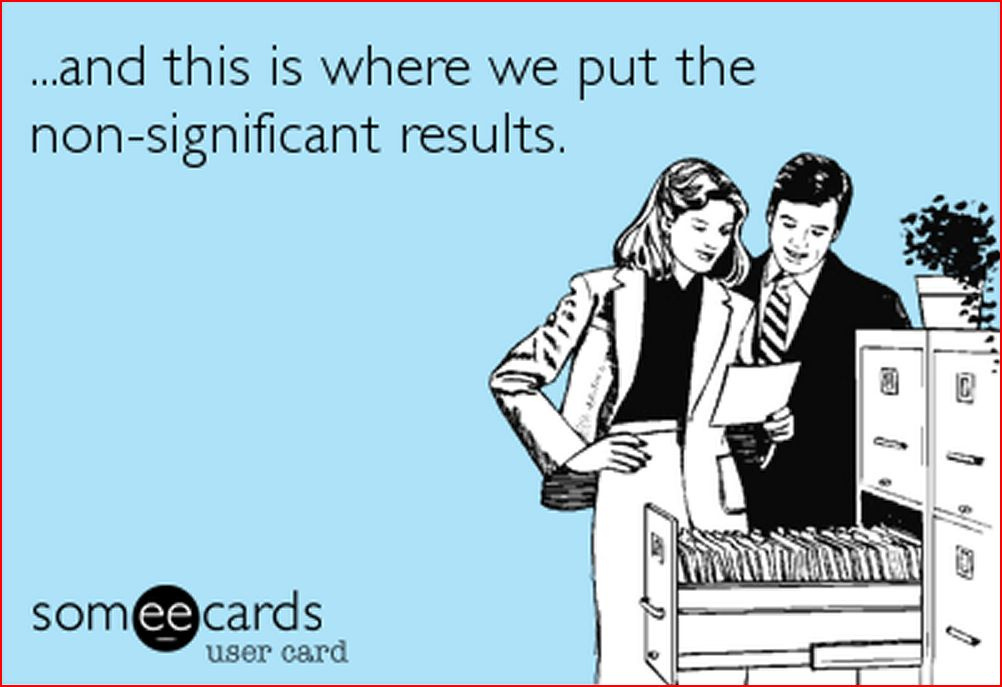 ...and this is where we put the
non-significant results.
someecards
user card